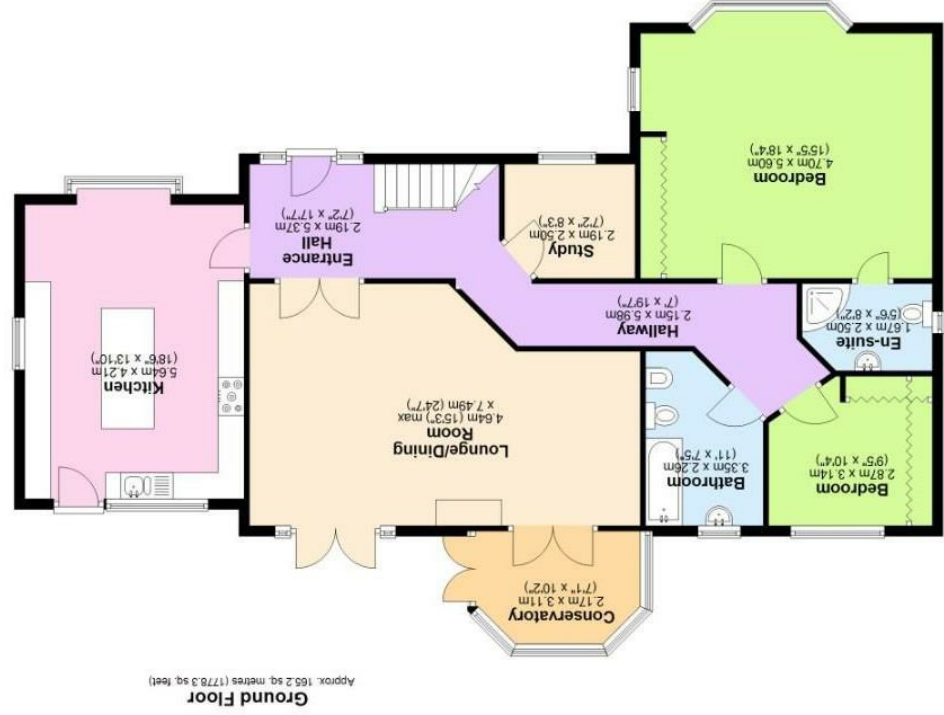 Ground Floor
Approx. 165.2 sq. metres (1778.3 sq. feet)
Conservatory
2.17m x 3.11m
(7'1" x 10'2")
Bedroom
2.87m x 3.14m
(9'5" x 10'4")
Bathroom
3.35m x 2.26m
(11' x 7'5")
Lounge/Dining
Room
4.64m (15'3") max
x 7.49m (24'7")
Kitchen
5.64m x 4.21m
(18'6" x 13'10")
En-suite
1.67m x 2.50m
(5'6" x 8'2")
Hallway
2.15m x 5.98m
(7' x 19'7")
Study
2.19m x 2.50m
(7'2" x 8'3")
Entrance
Hall
2.19m x 5.37m
(7'2" x 17'7")
Bedroom
4.70m x 5.60m
(15'5" x 18'4")